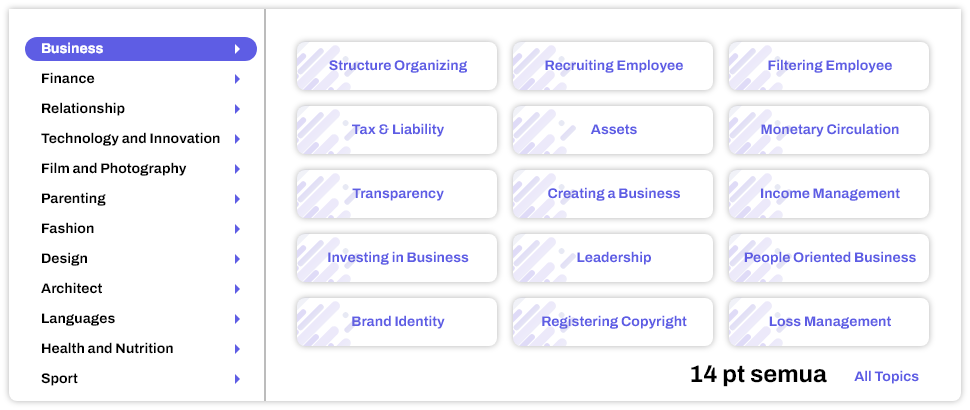 Business
Finance
Relationship
Technology and Innovation
Film and Photography
Parenting
Fashion
Design
Architect
Languages
Health and Nutrition
Sport
Structure Organizing
Recruiting Employee
Filtering Employee
Tax & Liability
Assets
Monetary Circulation
Transparency
Creating a Business
Income Management
Investing in Business
Leadership
People Oriented Business
Brand Identity
Registering Copyright
Loss Management
14 pt semua
All Topics